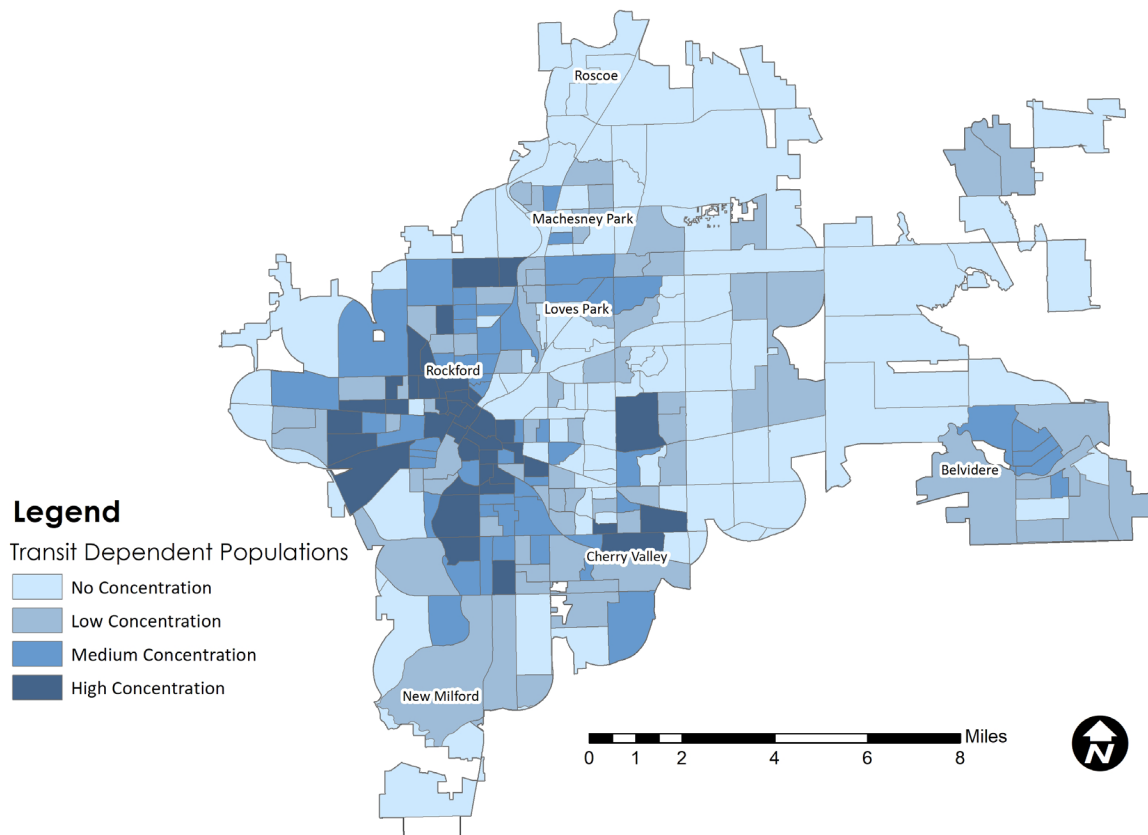 Roscoe
Machesney Park
Loves Park
Rockford
Belvidere
Legend
Transit Dependent Populations
No Concentration
Low Concentration
Medium Concentration
High Concentration
Cherry Valley
New Milford
Miles
0 1 2 4 6 8
N